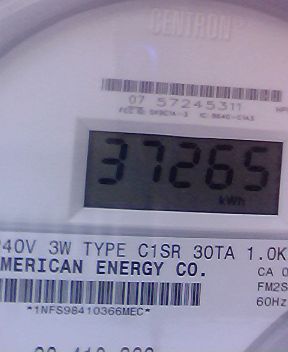 CENTRON
07 57245311
37265
kWh
240V 3W TYPE C1SR 30TA 1.0K
AMERICAN ENERGY CO.
CA 0
FM2S
60Hz
*1NFS98410366MEC*